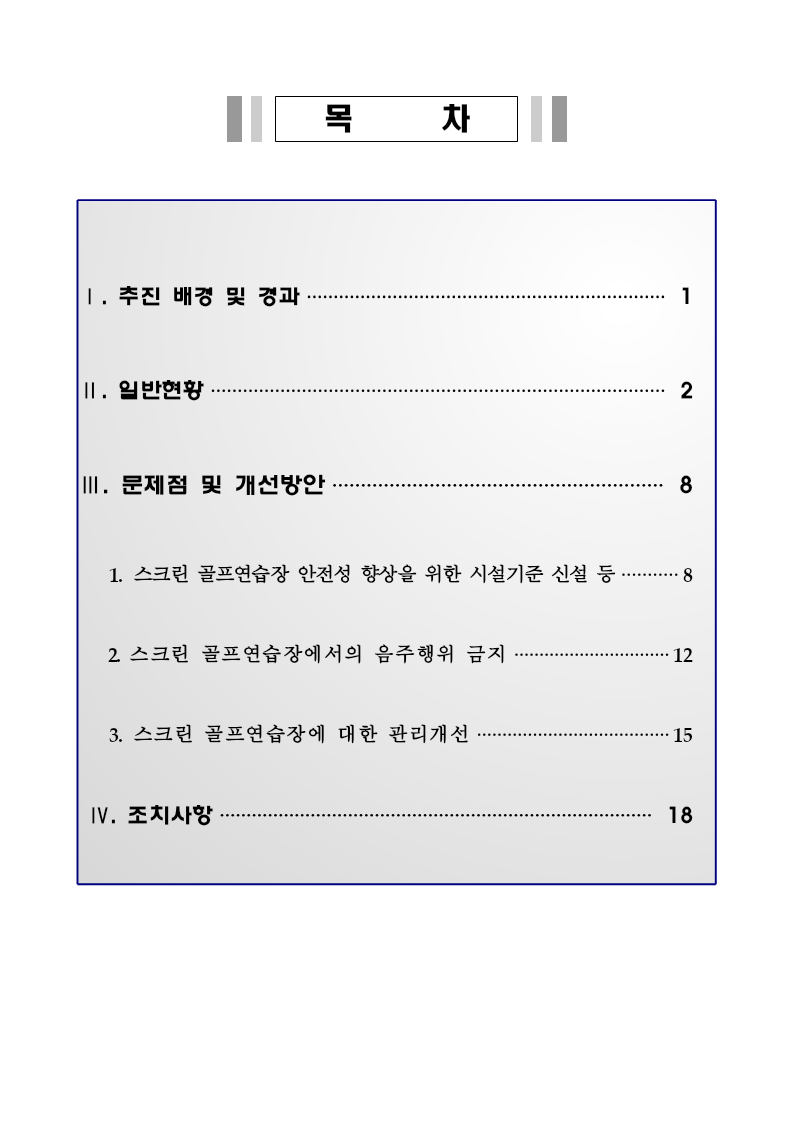 목 차
Ⅰ. 추진 배경 및 경과 ······························ 1
Ⅱ. 일반현황 ······························ 2
Ⅲ. 문제점 및 개선방안 ······························ 8
1. 스크린 골프연습장 안전성 향상을 위한 시설기준 신설 등 ··········· 8
2. 스크린 골프연습장에서의 음주행위 금지 ······························ 12
3. 스크린 골프연습장에 대한 관리개선 ······························ 15
Ⅳ. 조치사항 ······························ 18